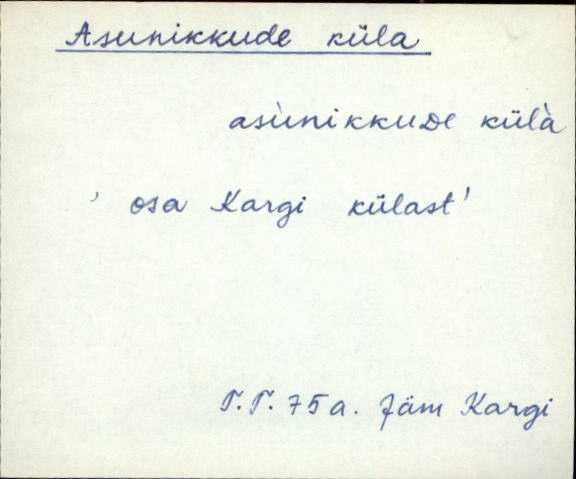 Asunikkude küla
asùnikkuDe külà
' osa Kargi külast'
T.T. 75 a. Jäm Kargi